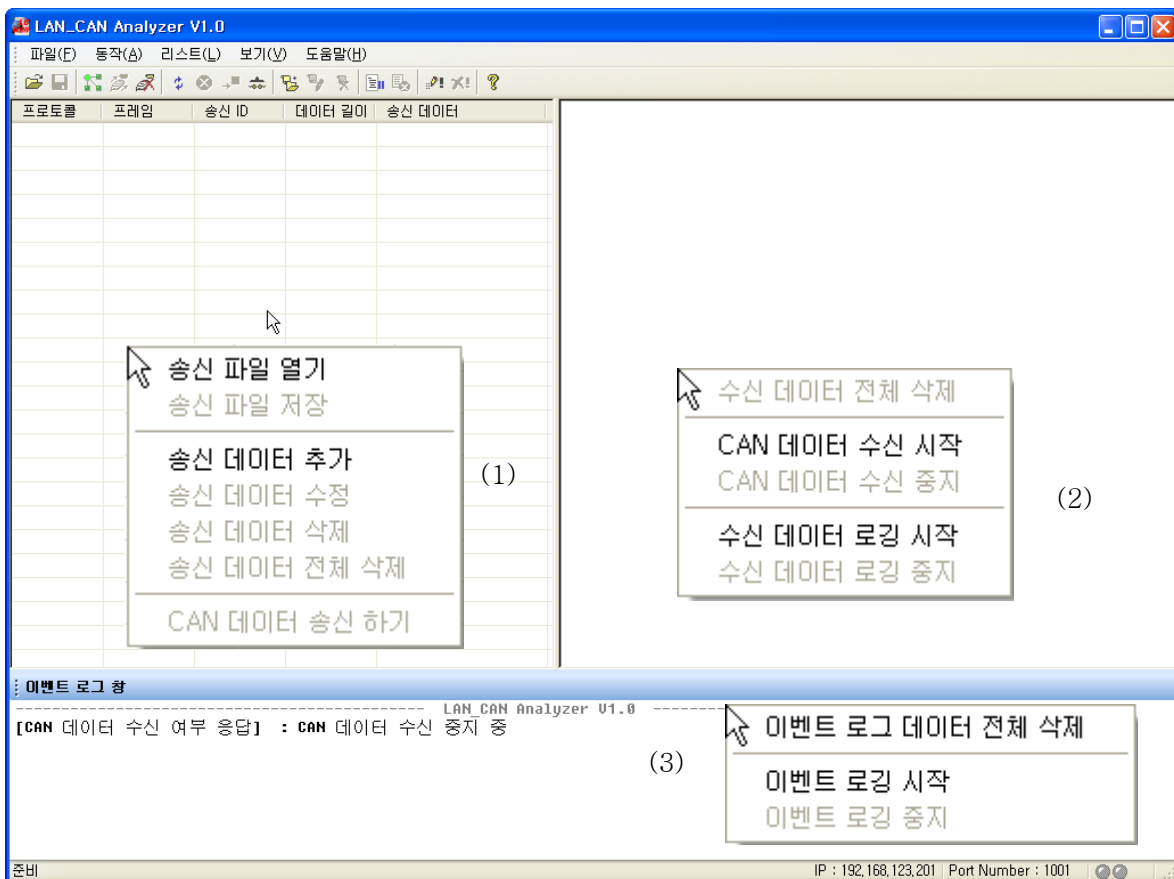 LAN_CAN Analyzer V1.0
파일(F) 동작(A) 리스트(L) 보기(V) 도움말(H)
프로토콜 프레임 송신 ID 데이터 길이 송신 데이터
송신 파일 열기
송신 파일 저장
송신 데이터 추가
송신 데이터 수정
송신 데이터 삭제
송신 데이터 전체 삭제
CAN 데이터 송신 하기
(1)
수신 데이터 전체 삭제
CAN 데이터 수신 시작
CAN 데이터 수신 중지
수신 데이터 로깅 시작
수신 데이터 로깅 중지
(2)
이벤트 로그 창
--------------------------------------------- LAN_CAN Analyzer V1.0 --------
[CAN 데이터 수신 여부 응답] : CAN 데이터 수신 중지 중
(3)
이벤트 로그 데이터 전체 삭제
이벤트 로깅 시작
이벤트 로깅 중지
준비 IP : 192,168,123,201 Port Number : 1001